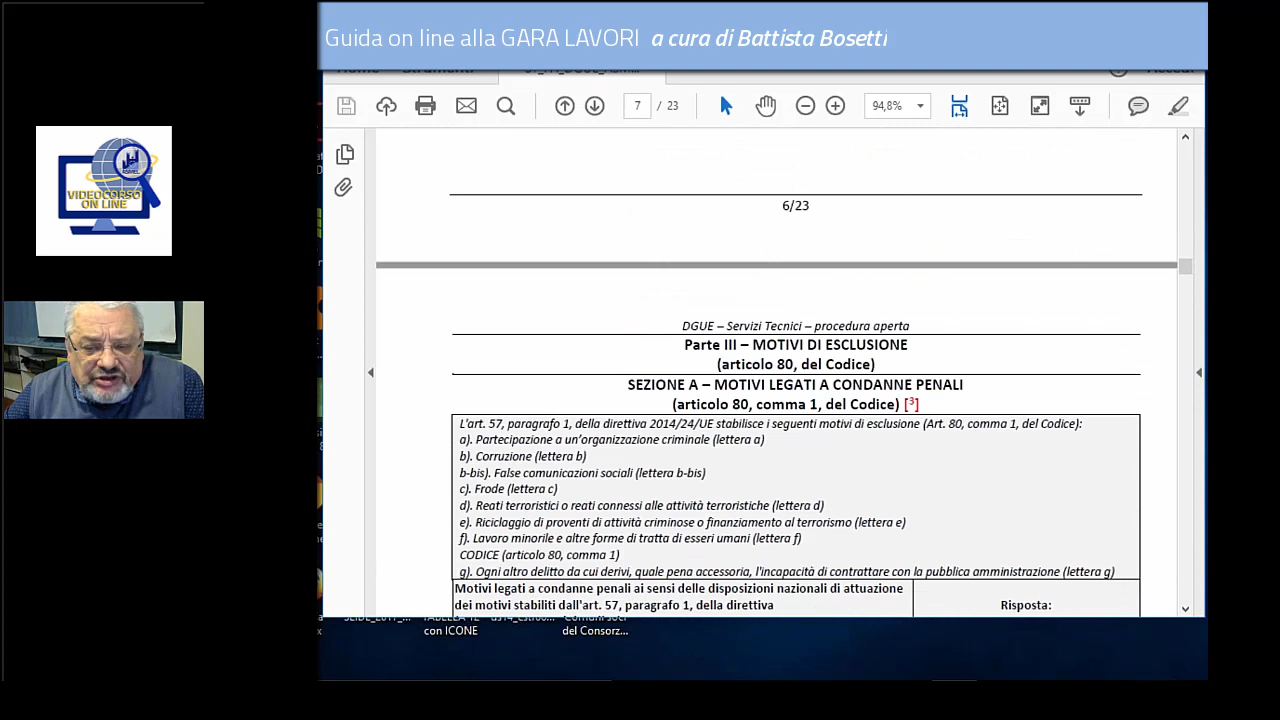 Guida on line alla GARA LAVORI a cura di Battista Bosetti
7 / 23
94,8%
VIDEOCORSO
ON LINE
6/23
DGUE – Servizi Tecnici – procedura aperta
Parte III – MOTIVI DI ESCLUSIONE
(articolo 80, del Codice)
SEZIONE A – MOTIVI LEGATI A CONDANNE PENALI
(articolo 80, comma 1, del Codice) [3]
L'art. 57, paragrafo 1, della direttiva 2014/24/UE stabilisce i seguenti motivi di esclusione (Art. 80, comma 1, del Codice):
a). Partecipazione a un'organizzazione criminale (lettera a)
b). Corruzione (lettera b)
b-bis). False comunicazioni sociali (lettera b-bis)
c). Frode (lettera c)
d). Reati terroristici o reati connessi alle attività terroristiche (lettera d)
e). Riciclaggio di proventi di attività criminose o finanziamento al terrorismo (lettera e)
f). Lavoro minorile e altre forme di tratta di esseri umani (lettera f)
CODICE (articolo 80, comma 1)
g). Ogni altro delitto da cui derivi, quale pena accessoria, l'incapacità di contrattare con la pubblica amministrazione (lettera g)
Motivi legati a condanne penali ai sensi delle disposizioni nazionali di attuazione
dei motivi stabiliti dall'art. 57, paragrafo 1, della direttiva
Risposta:
con ICONE
del Consorz...